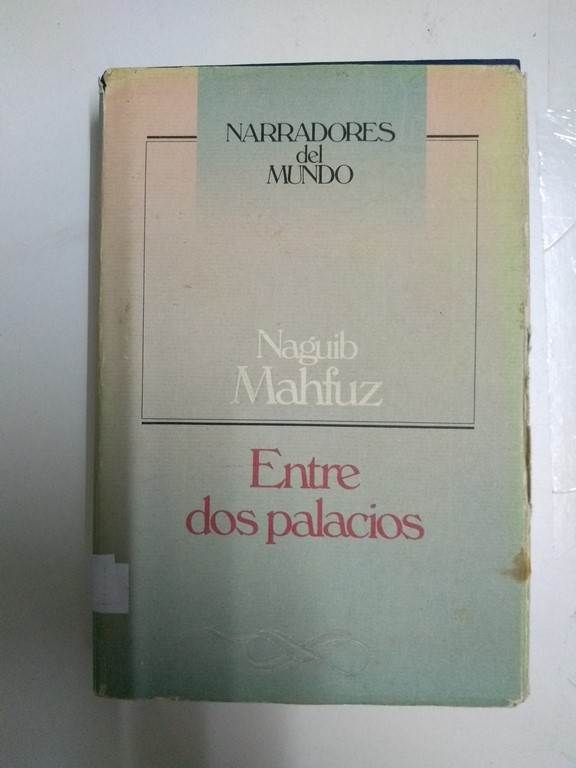 NARRADORES
del
MUNDO
Naguib
Mahfuz
Entre
dos palacios